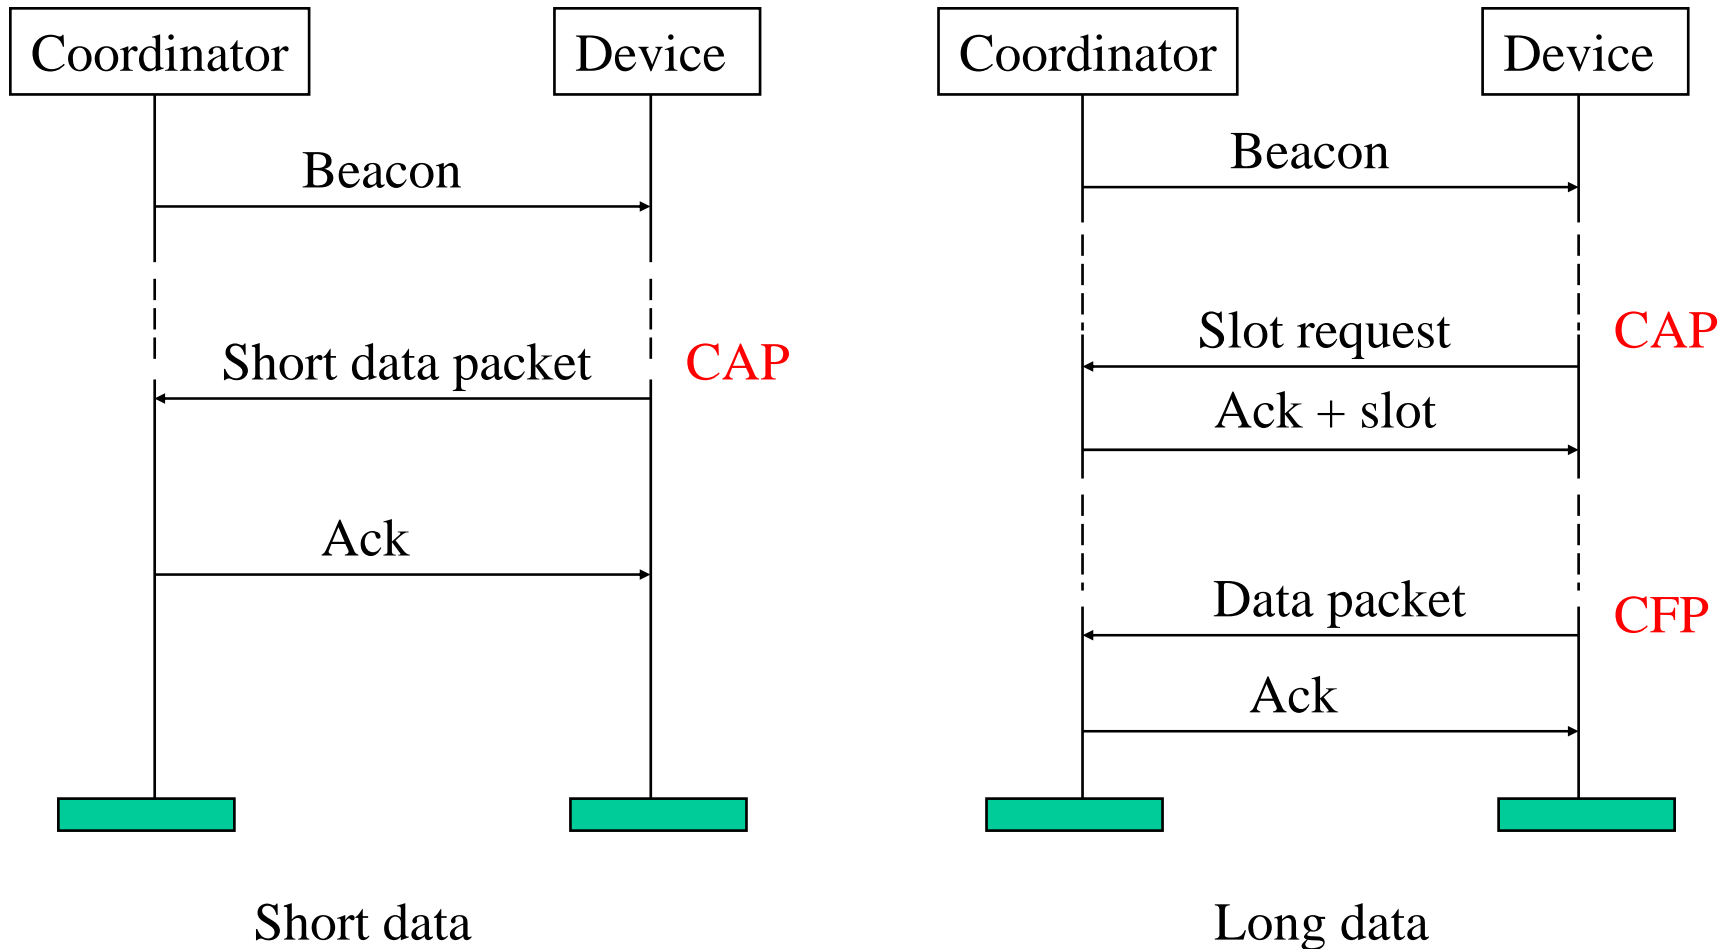 Coordinator
Device
Beacon
Short data packet
CAP
Ack
Short data
Coordinator
Device
Beacon
Slot request
CAP
Ack + slot
Data packet
CFP
Ack
Long data